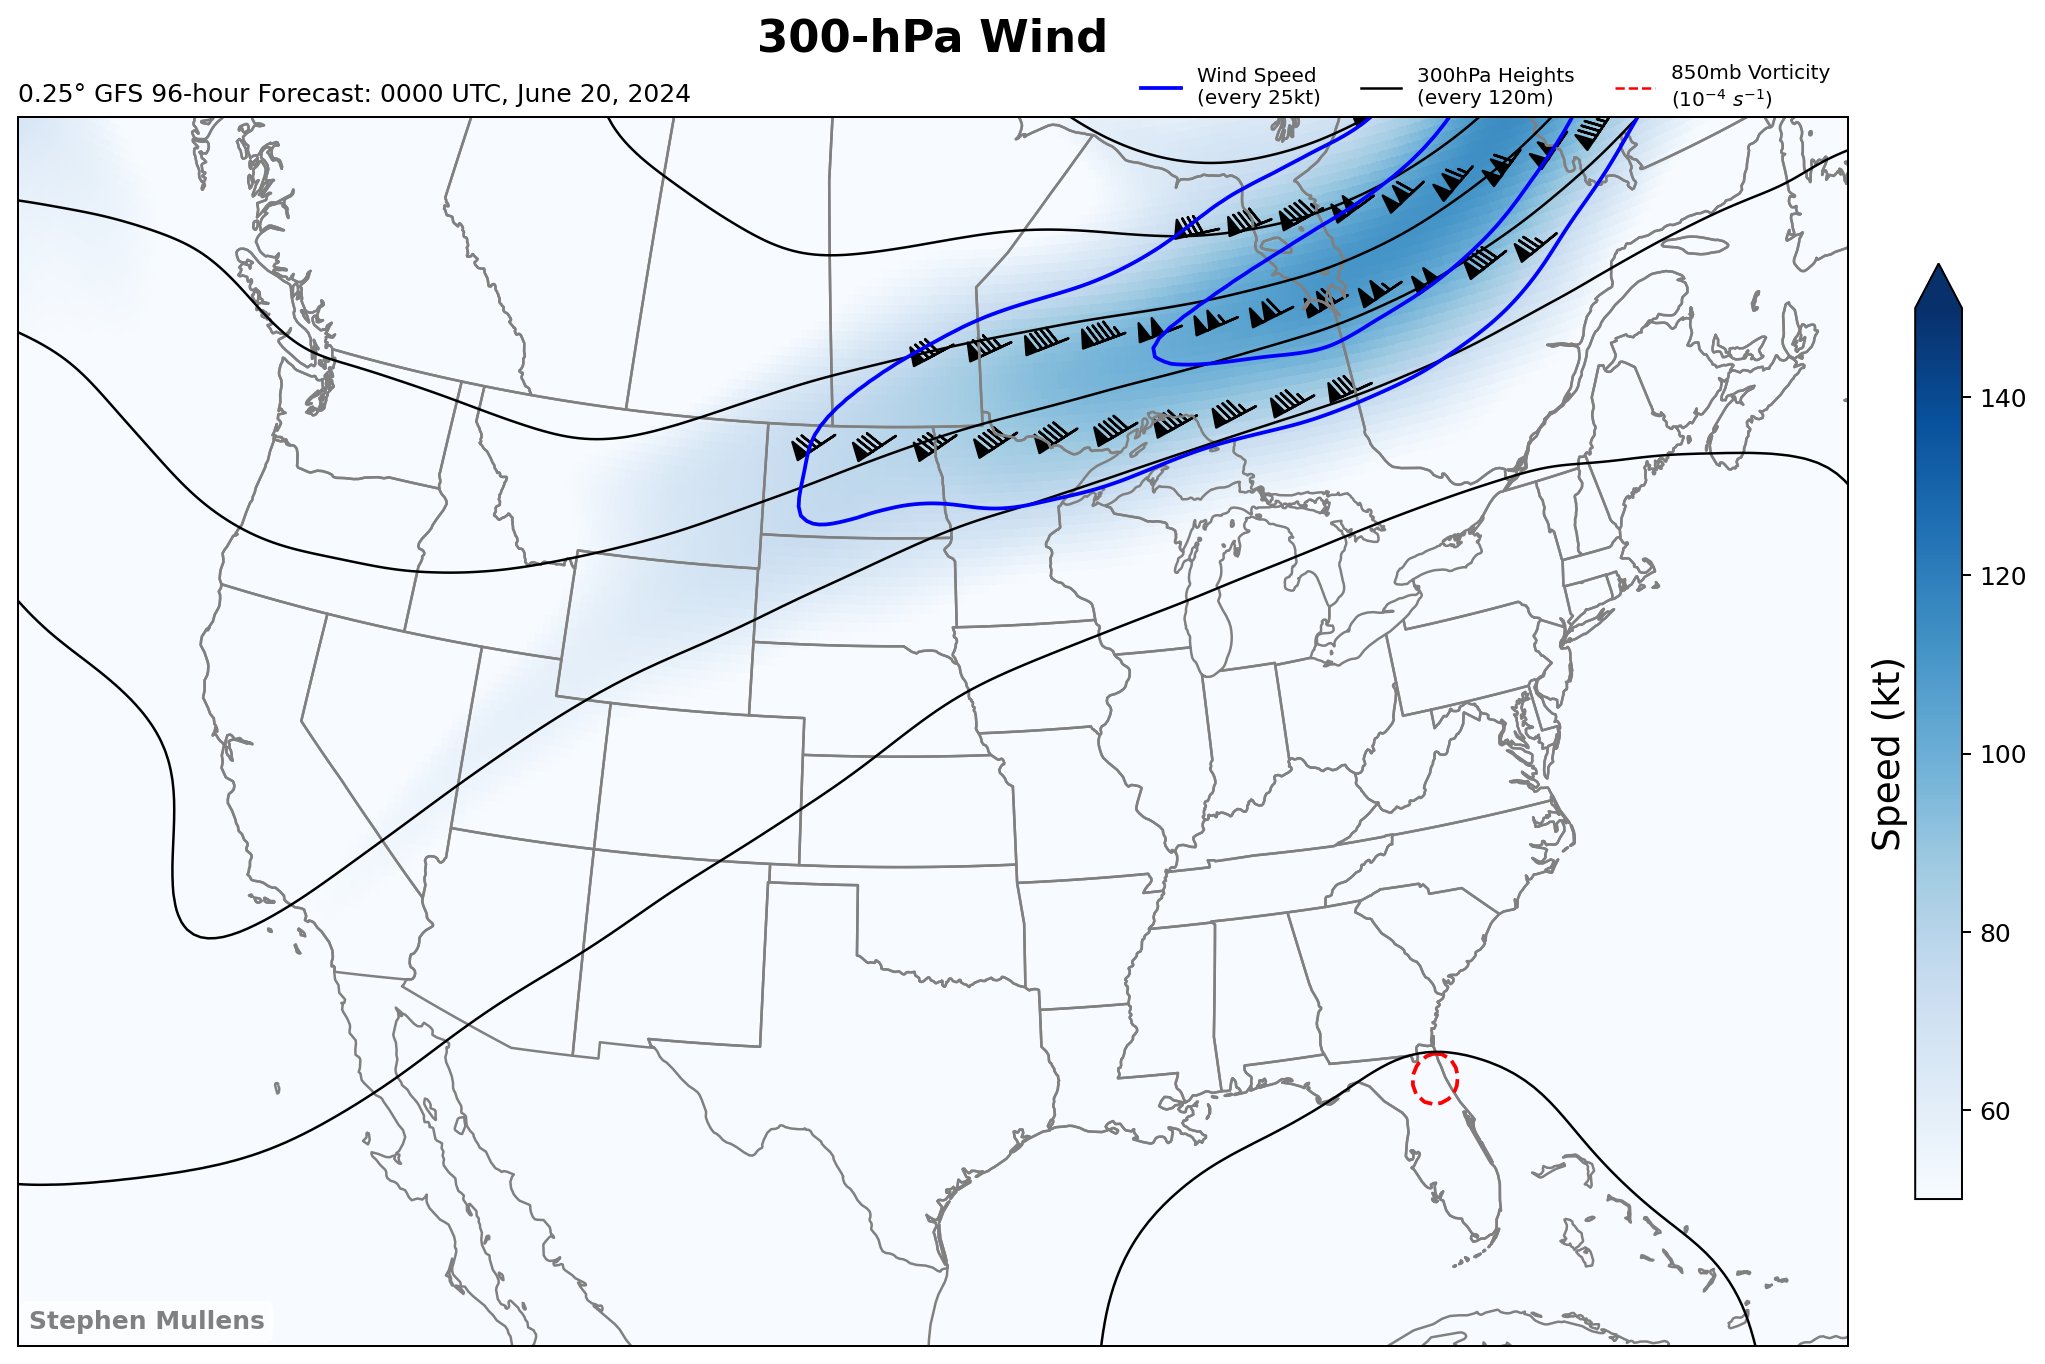 300-hPa Wind
0.25° GFS 96-hour Forecast: 0000 UTC, June 20, 2024
Wind Speed
(every 25kt)
300hPa Heights
(every 120m)
850mb Vorticity
(10⁻⁴ s⁻¹)
140
120
100
80
60
Speed (kt)
Stephen Mullens